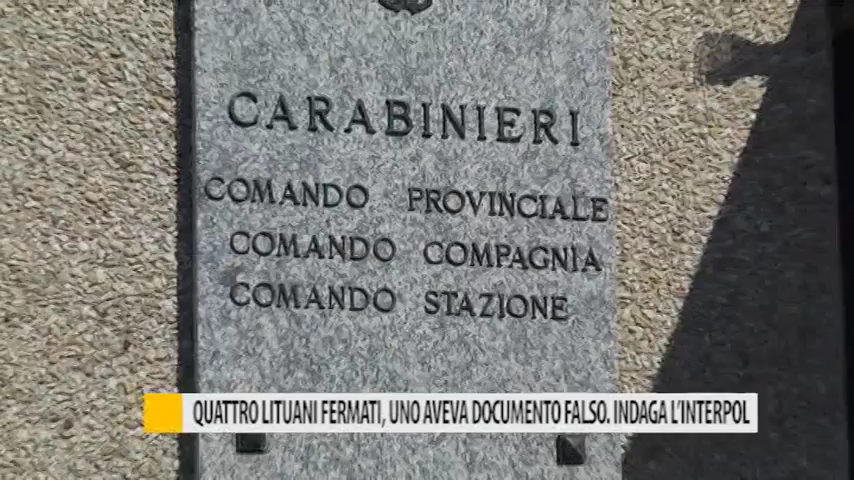 CARABINIERI
COMANDO PROVINCIALE
COMANDO COMPAGNIA
COMANDO STAZIONE
QUATTRO LITUANI FERMATI, UNO AVEVA DOCUMENTO FALSO. INDAGA L'INTERPOL